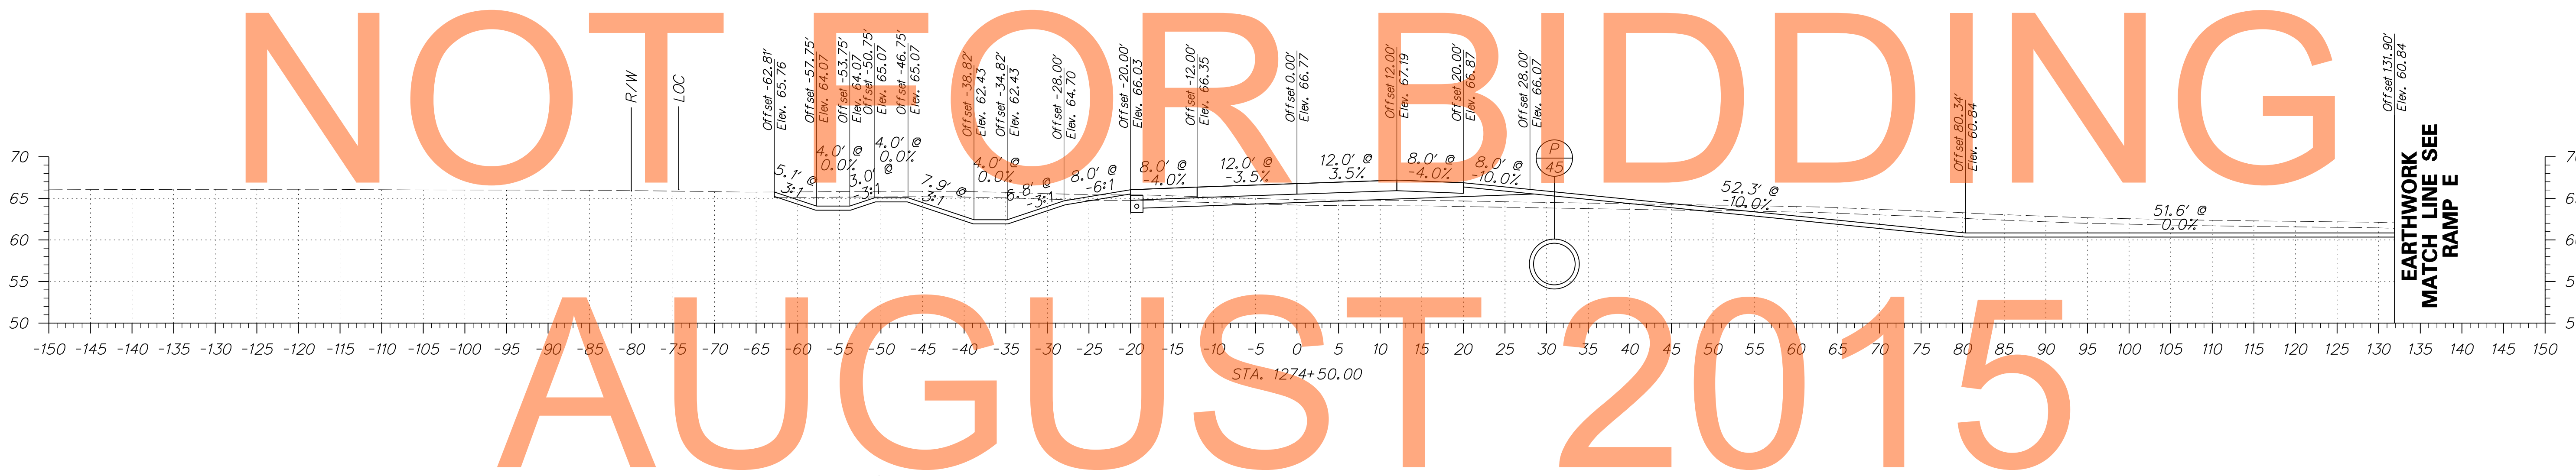 NOT FOR BIDDING
AUGUST 2015
R/W
LOC
Offset -62.81'
Elev. 65.76
Offset -57.75'
Elev. 64.07
Offset -53.75'
Elev. 64.07
Offset -50.75'
Elev. 65.07
Offset -46.75'
Elev. 65.07
Offset -38.82'
Elev. 62.43
Offset -34.82'
Elev. 62.43
Offset -28.00'
Elev. 64.70
Offset -20.00'
Elev. 66.03
Offset -12.00'
Elev. 66.35
Offset 0.00'
Elev. 66.77
Offset 12.00'
Elev. 67.19
Offset 20.00'
Elev. 66.87
Offset 28.00'
Elev. 66.07
Offset 80.34'
Elev. 60.84
Offset 131.90'
Elev. 60.84
5.1' @
3:1
4.0' @
0.0%
3.0' @
-3:1
4.0' @
0.0%
7.9' @
3:1
4.0' @
0.0%
6.8' @
-3:1
8.0' @
-6:1
8.0' @
-4.0%
12.0' @
-3.5%
12.0' @
3.5%
8.0' @
-4.0%
8.0' @
-10.0%
P
45
52.3' @
-10.0%
51.6' @
0.0%
EARTHWORK
MATCH LINE SEE
RAMP E
70
65
60
55
50
-150 -145 -140 -135 -130 -125 -120 -115 -110 -105 -100 -95 -90 -85 -80 -75 -70 -65 -60 -55 -50 -45 -40 -35 -30 -25 -20 -15 -10 -5 0 5 10 15 20 25 30 35 40 45 50 55 60 65 70 75 80 85 90 95 100 105 110 115 120 125 130 135 140 145 150
STA. 1274+50.00